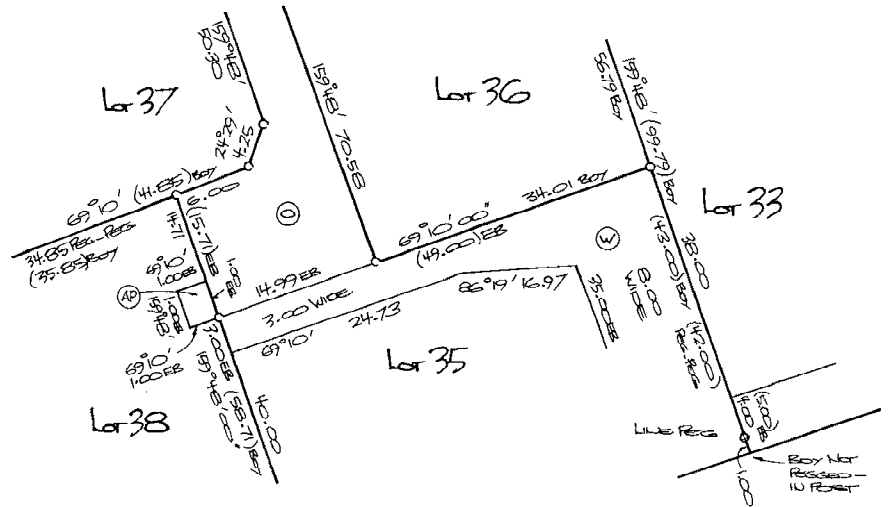 159°48'
50.30
Lot 37
24°29'
4.25
159°48' 70.58
Lot 36
159°48' (99.79) BDY
56.79 BDY
69°10' (41.85) BDY
6.00
34.85 PEG-PEG
(35.85) BDY
14.71
(15.71) EB
O
69°10'
1.00 EB
1.00
EB
1.00 EB
159°48'
69°10'
1.00 EB
14.99 EB
69°10'00"
(49.00) EB
34.01 BDY
W
Lot 33
3.00 WIDE
24.73
69°10'
86°19' 16.97
35.00 EB
8.00
WIDE
38.00
(43.00) BDY
(42.00)
PEG-PEG
Lot 35
3.00 EB (58.71) BDY
159°48'00"
40.00
Lot 38
(5.00)
4.00 EB
LINE PEG
1.00
BDY NOT
PEGGED -
IN POST